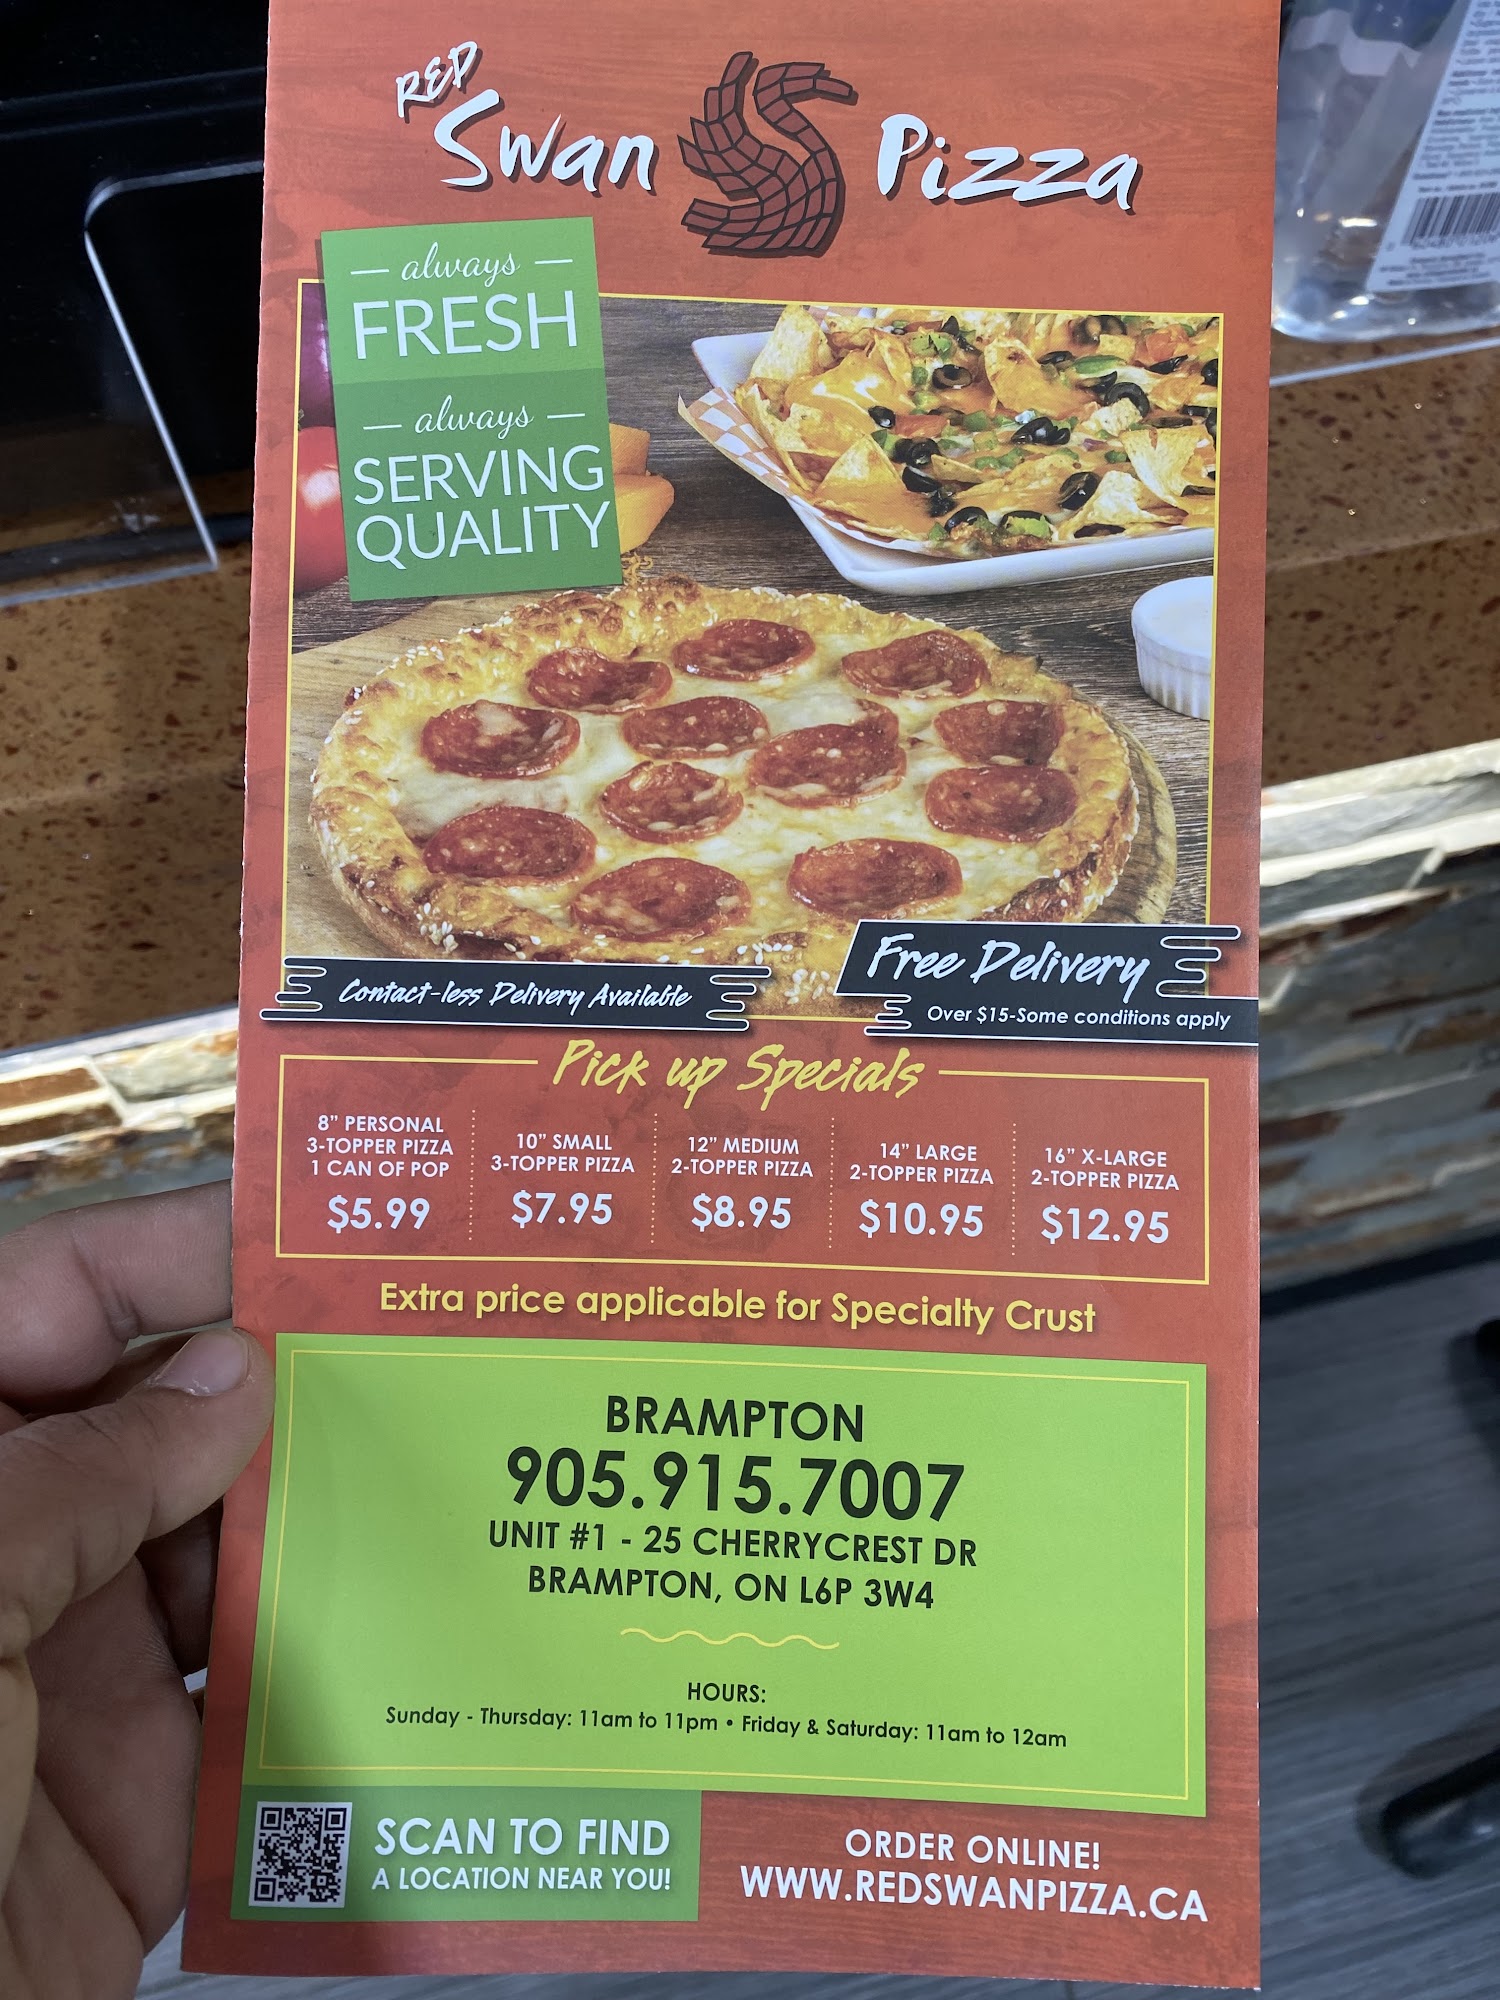 RED
Swan Pizza
always
FRESH
always
SERVING
QUALITY
Contact-less Delivery Available
Free Delivery
Over $15-Some conditions apply
Pick up Specials
8" PERSONAL
3-TOPPER PIZZA
1 CAN OF POP
$5.99
10" SMALL
3-TOPPER PIZZA
$7.95
12" MEDIUM
2-TOPPER PIZZA
$8.95
14" LARGE
2-TOPPER PIZZA
$10.95
16" X-LARGE
2-TOPPER PIZZA
$12.95
Extra price applicable for Specialty Crust
BRAMPTON
905.915.7007
UNIT #1 - 25 CHERRYCREST DR
BRAMPTON, ON L6P 3W4
HOURS:
Sunday - Thursday: 11am to 11pm • Friday & Saturday: 11am to 12am
SCAN TO FIND
A LOCATION NEAR YOU!
ORDER ONLINE!
WWW.REDSWANPIZZA.CA